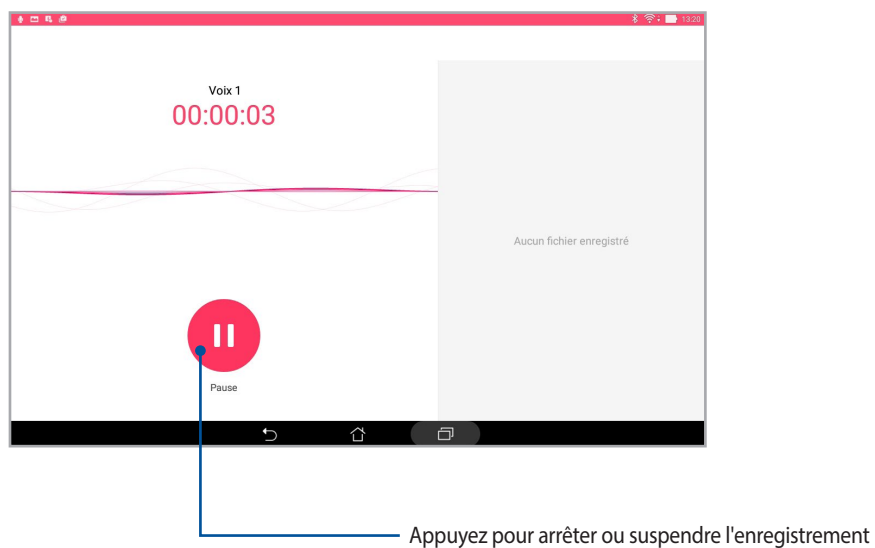 13:20
Voix 1
00:00:03
Aucun fichier enregistré
Pause
Appuyez pour arrêter ou suspendre l'enregistrement